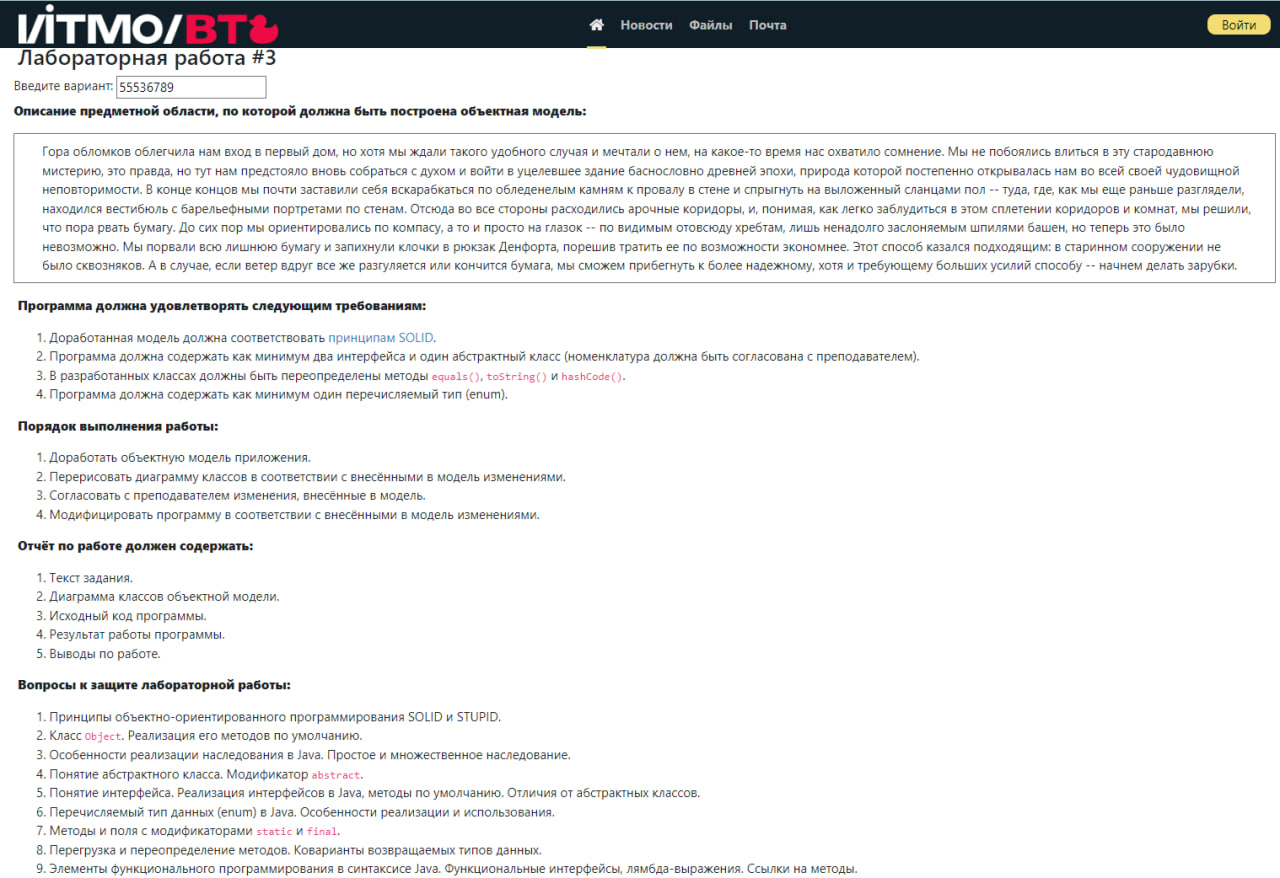 İ/İTMO/ВТ
Новости Файлы Почта
Войти
Лабораторная работа #3
Введите вариант: 55536789
Описание предметной области, по которой должна быть построена объектная модель:
Гора обломков облегчила нам вход в первый дом, но хотя мы ждали такого удобного случая и мечтали о нем, на какое-то время нас охватило сомнение. Мы не побоялись влиться в эту стародавнюю
мистерию, это правда, но тут нам предстояло вновь собраться с духом и войти в уцелевшее здание баснословно древней эпохи, природа которой постепенно открывалась нам во всей своей чудовищной
неповторимости. В конце концов мы почти заставили себя вскарабкаться по обледенелым камням к провалу в стене и спрыгнуть на выложенный сланцами пол -- туда, где, как мы еще раньше разглядели,
находился вестибюль с барельефными портретами по стенам. Отсюда во все стороны расходились арочные коридоры, и, понимая, как легко заблудиться в этом сплетении коридоров и комнат, мы решили,
что пора рвать бумагу. До сих пор мы ориентировались по компасу, а то и просто на глазок -- по видимым отовсюду хребтам, лишь ненадолго заслоняемым шпилями башен, но теперь это было
невозможно. Мы порвали всю лишнюю бумагу и запихнули клочки в рюкзак Денфорта, порешив тратить ее по возможности экономнее. Этот способ казался подходящим: в старинном сооружении не
было сквозняков. А в случае, если ветер вдруг все же разгуляется или кончится бумага, мы сможем прибегнуть к более надежному, хотя и требующему больших усилий способу -- начнем делать зарубки.
Программа должна удовлетворять следующим требованиям:
1. Доработанная модель должна соответствовать принципам SOLID.
2. Программа должна содержать как минимум два интерфейса и один абстрактный класс (номенклатура должна быть согласована с преподавателем).
3. В разработанных классах должны быть переопределены методы equals(), toString() и hashCode().
4. Программа должна содержать как минимум один перечисляемый тип (enum).
Порядок выполнения работы:
1. Доработать объектную модель приложения.
2. Перерисовать диаграмму классов в соответствии с внесёнными в модель изменениями.
3. Согласовать с преподавателем изменения, внесённые в модель.
4. Модифицировать программу в соответствии с внесёнными в модель изменениями.
Отчёт по работе должен содержать:
1. Текст задания.
2. Диаграмма классов объектной модели.
3. Исходный код программы.
4. Результат работы программы.
5. Выводы по работе.
Вопросы к защите лабораторной работы:
1. Принципы объектно-ориентированного программирования SOLID и STUPID.
2. Класс Object. Реализация его методов по умолчанию.
3. Особенности реализации наследования в Java. Простое и множественное наследование.
4. Понятие абстрактного класса. Модификатор abstract.
5. Понятие интерфейса. Реализация интерфейсов в Java, методы по умолчанию. Отличия от абстрактных классов.
6. Перечисляемый тип данных (enum) в Java. Особенности реализации и использования.
7. Методы и поля с модификаторами static и final.
8. Перегрузка и переопределение методов. Коварианты возвращаемых типов данных.
9. Элементы функционального программирования в синтаксисе Java. Функциональные интерфейсы, лямбда-выражения. Ссылки на методы.